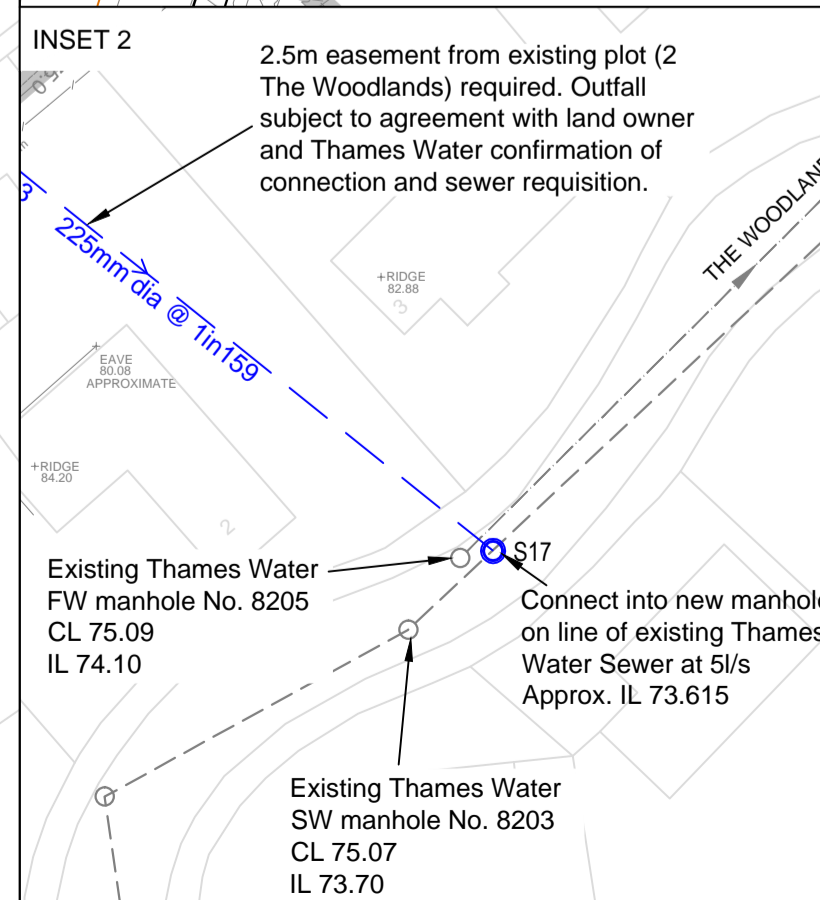 INSET 2
2.5m easement from existing plot (2
The Woodlands) required. Outfall
subject to agreement with land owner
and Thames Water confirmation of
connection and sewer requisition.
THE WOODLAND
3
225mm dia @ 1in159
+RIDGE
82.88
3
EAVE
80.08
APPROXIMATE
+RIDGE
84.20
2
S17
Existing Thames Water
FW manhole No. 8205
CL 75.09
IL 74.10
Connect into new manhole
on line of existing Thames
Water Sewer at 5l/s
Approx. IL 73.615
Existing Thames Water
SW manhole No. 8203
CL 75.07
IL 73.70